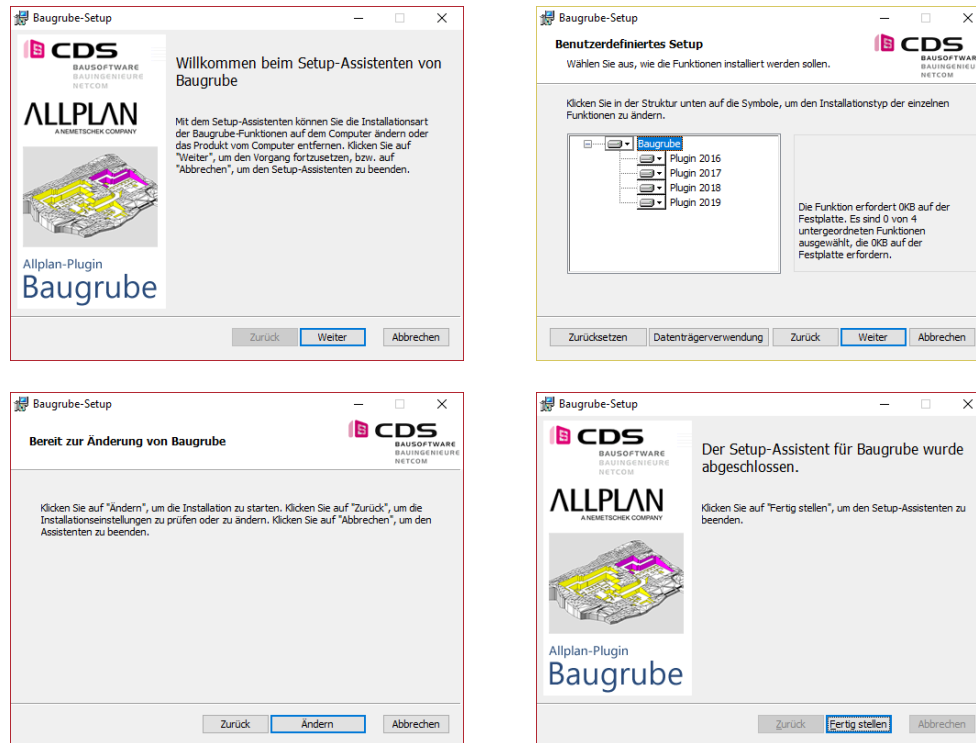 Baugrube-Setup
CDS
BAUSOFTWARE
BAUINGENIEURE
NETCOM
ALLPLAN
A NEMETSCHEK COMPANY
Allplan-Plugin
Baugrube
Willkommen beim Setup-Assistenten von
Baugrube
Mit dem Setup-Assistenten können Sie die Installationsart
der Baugrube-Funktionen auf dem Computer ändern oder
das Produkt vom Computer entfernen. Klicken Sie auf
"Weiter", um den Vorgang fortzusetzen, bzw. auf
"Abbrechen", um den Setup-Assistenten zu beenden.
Zurück Weiter Abbrechen
Baugrube-Setup
Benutzerdefiniertes Setup
Wählen Sie aus, wie die Funktionen installiert werden sollen.
CDS
BAUSOFTWAR
BAUINGENIEU
NETCOM
Klicken Sie in der Struktur unten auf die Symbole, um den Installationstyp der einzelnen
Funktionen zu ändern.
Baugrube
Plugin 2016
Plugin 2017
Plugin 2018
Plugin 2019
Die Funktion erfordert 0KB auf der
Festplatte. Es sind 0 von 4
untergeordneten Funktionen
ausgewählt, die 0KB auf der
Festplatte erfordern.
Zurücksetzen Datenträgerverwendung Zurück Weiter Abbrechen
Baugrube-Setup
Bereit zur Änderung von Baugrube
CDS
BAUSOFTWARE
BAUINGENIEURE
NETCOM
Klicken Sie auf "Ändern", um die Installation zu starten. Klicken Sie auf "Zurück", um die
Installationseinstellungen zu prüfen oder zu ändern. Klicken Sie auf "Abbrechen", um den
Assistenten zu beenden.
Zurück Ändern Abbrechen
Baugrube-Setup
CDS
BAUSOFTWARE
BAUINGENIEURE
NETCOM
ALLPLAN
A NEMETSCHEK COMPANY
Allplan-Plugin
Baugrube
Der Setup-Assistent für Baugrube wurde
abgeschlossen.
Klicken Sie auf "Fertig stellen", um den Setup-Assistenten zu
beenden.
Zurück Fertig stellen Abbrechen